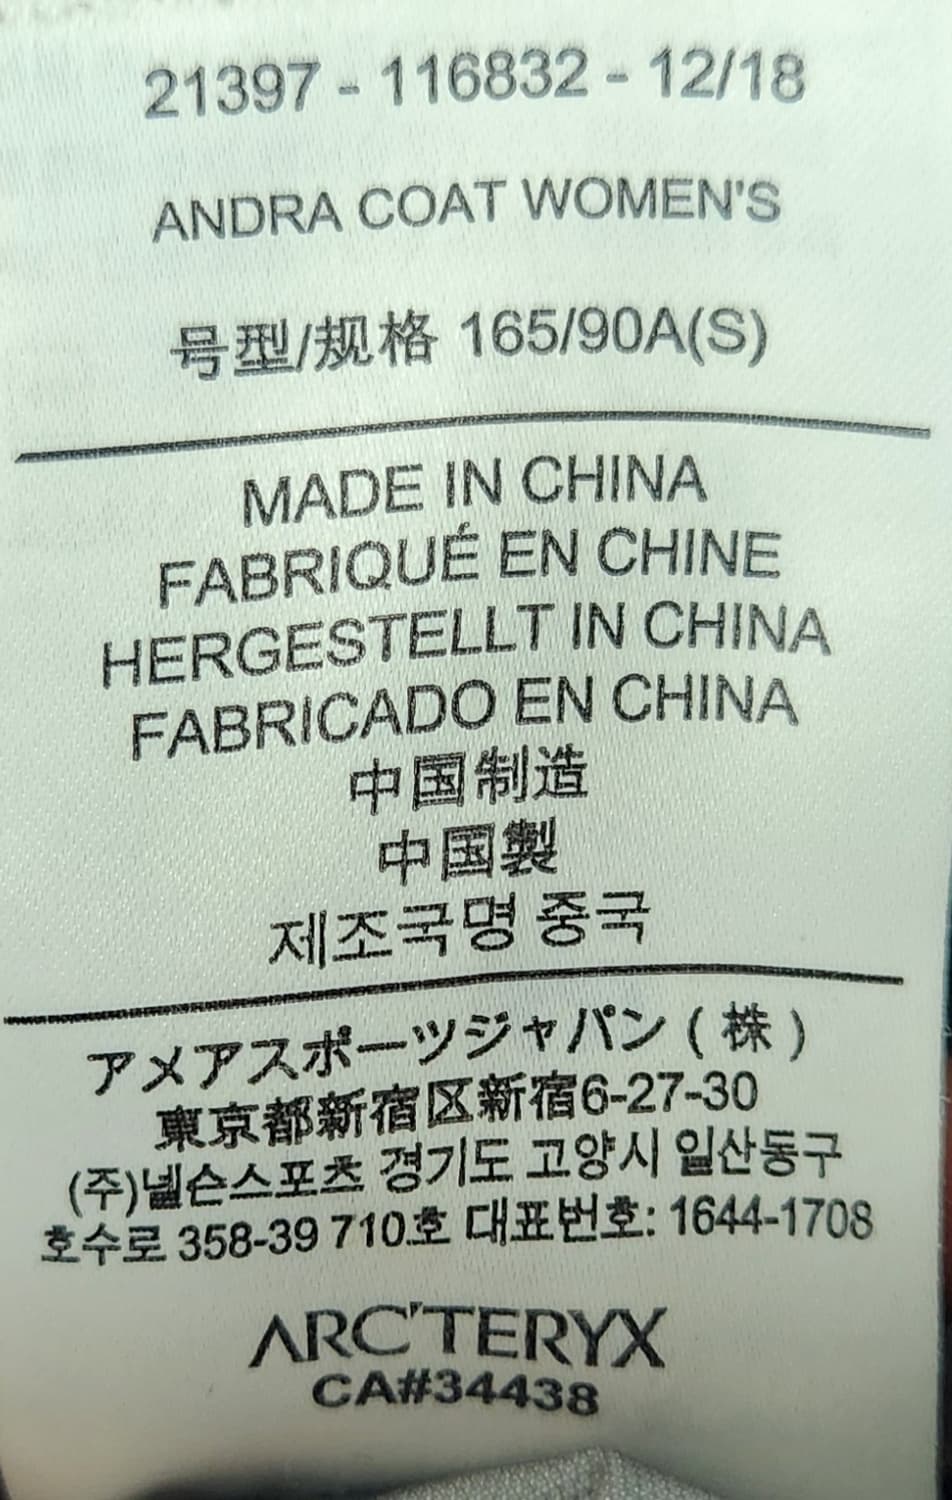 21397 - 116832 - 12/18
ANDRA COAT WOMEN'S
号型/规格 165/90A(S)
MADE IN CHINA
FABRIQUÉ EN CHINE
HERGESTELLT IN CHINA
FABRICADO EN CHINA
中国制造
中国製
제조국명 중국
アメアスポーツジャパン ( 株 )
東京都新宿区新宿6-27-30
(주)넬슨스포츠 경기도 고양시 일산동구
호수로 358-39 710호 대표번호: 1644-1708
ARC'TERYX
CA#34438